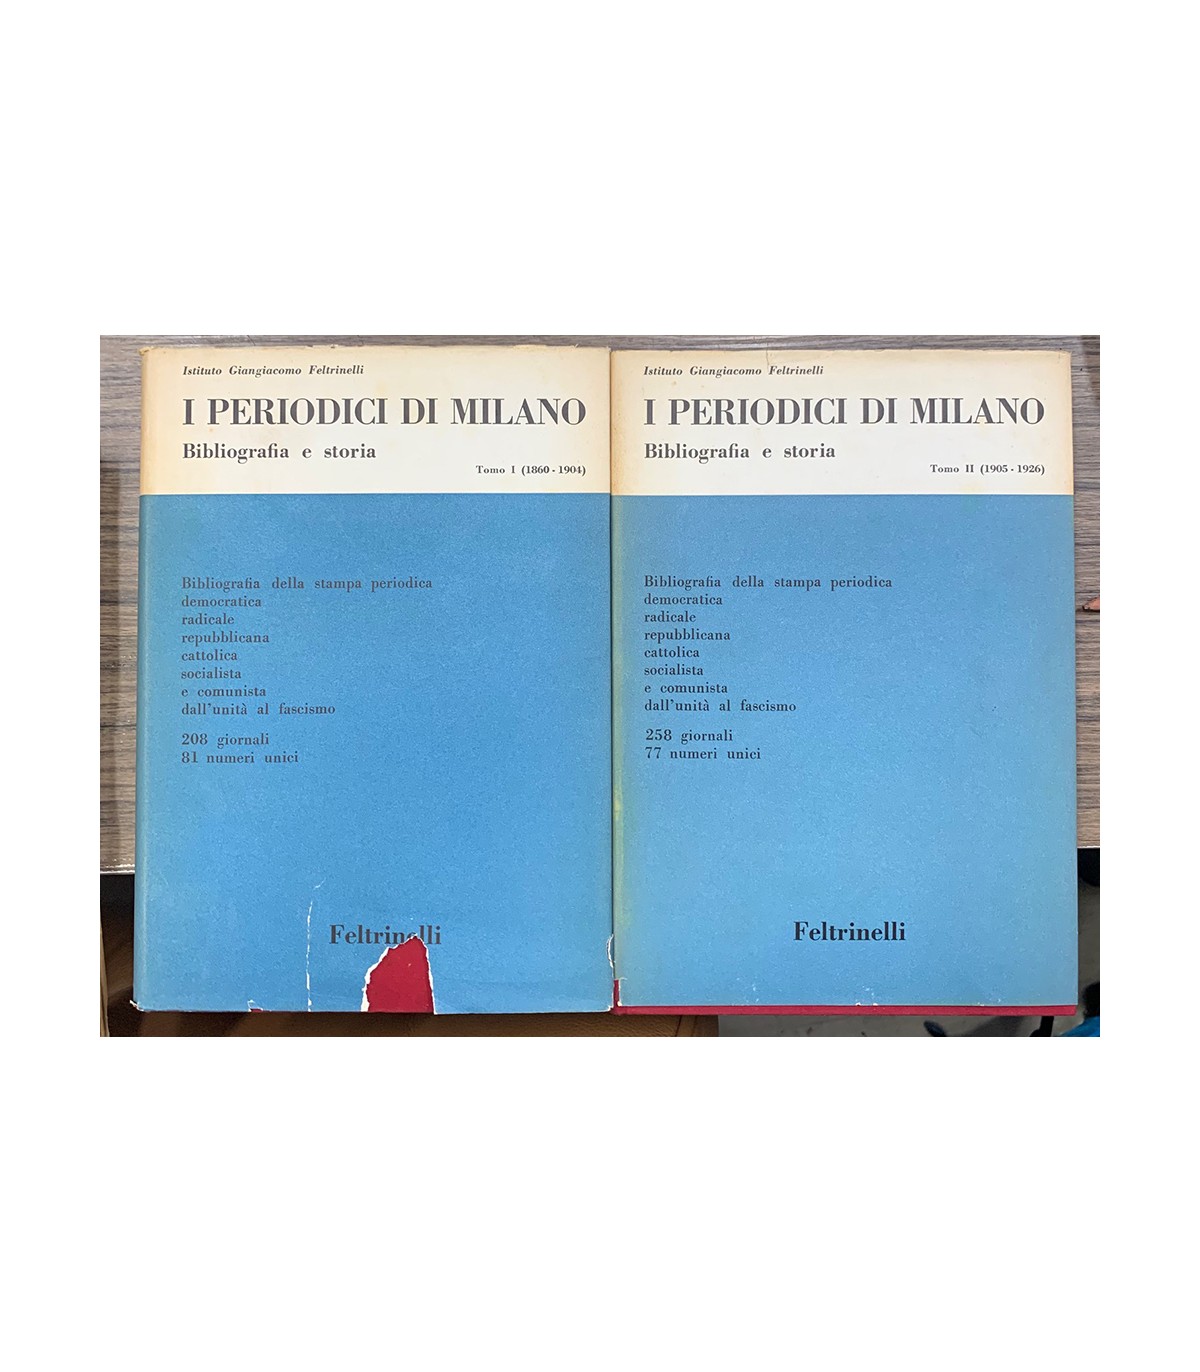 Istituto Giangiacomo Feltrinelli
I PERIODICI DI MILANO
Bibliografia e storia
Tomo I (1860-1904)
Bibliografia della stampa periodica
democratica
radicale
repubblicana
cattolica
socialista
e comunista
dall'unità al fascismo
208 giornali
81 numeri unici
Feltrinelli
Istituto Giangiacomo Feltrinelli
I PERIODICI DI MILANO
Bibliografia e storia
Tomo II (1905-1926)
Bibliografia della stampa periodica
democratica
radicale
repubblicana
cattolica
socialista
e comunista
dall'unità al fascismo
258 giornali
77 numeri unici
Feltrinelli